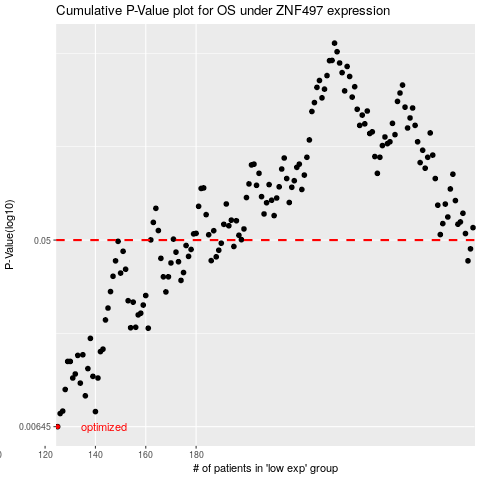 Cumulative P-Value plot for OS under ZNF497 expression
P-Value(log10)
0.05
0.00645
optimized
0 120 140 160 180
# of patients in 'low exp' group